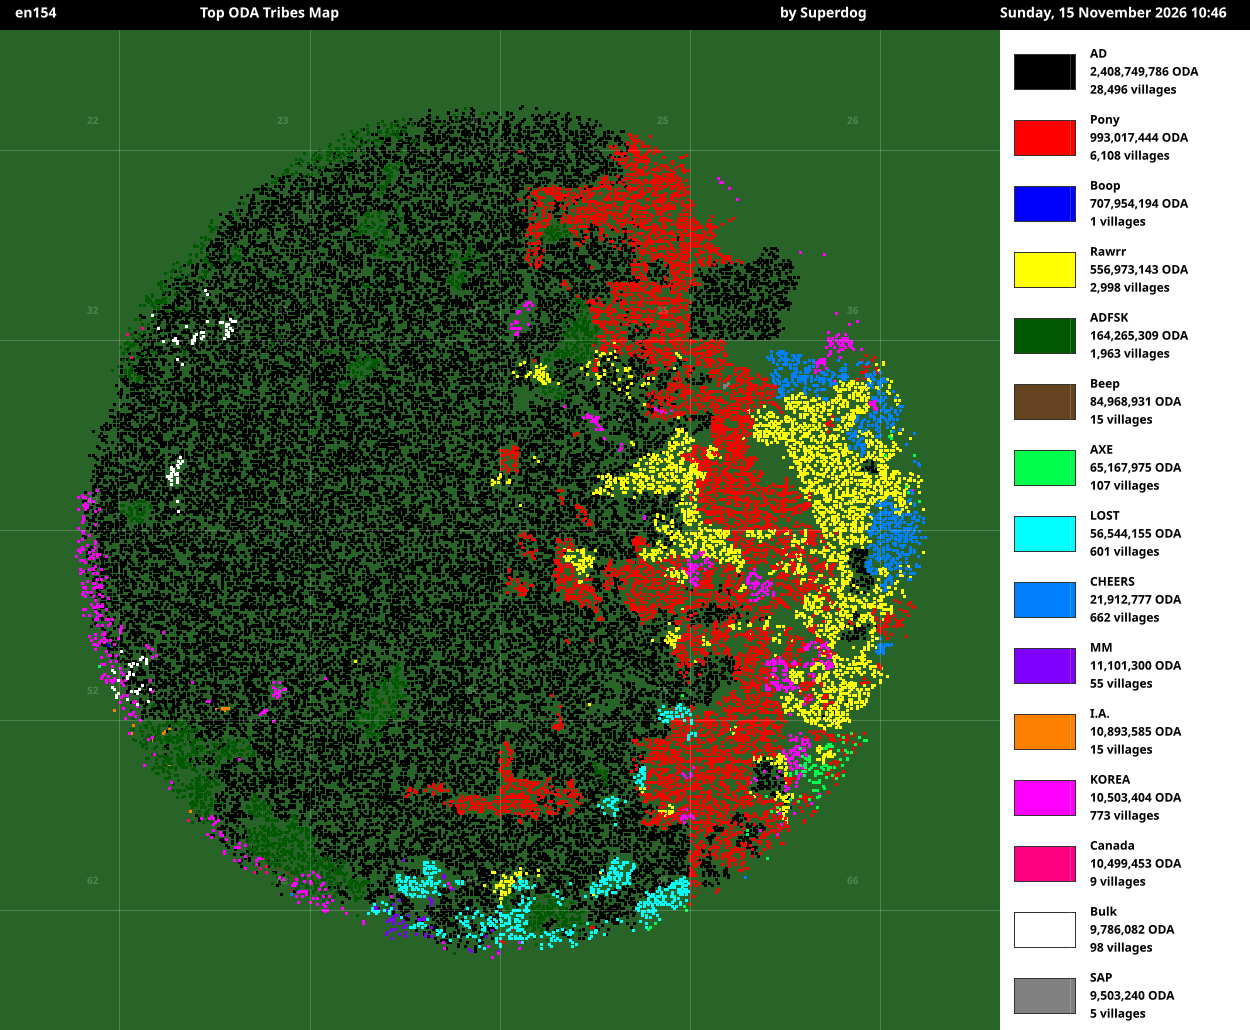 en154 Top ODA Tribes Map by Superdog Sunday, 15 November 2026 10:46
22 23 25 26
32 35 36
52
62 66
AD
2,408,749,786 ODA
28,496 villages
Pony
993,017,444 ODA
6,108 villages
Boop
707,954,194 ODA
1 villages
Rawrr
556,973,143 ODA
2,998 villages
ADFSK
164,265,309 ODA
1,963 villages
Beep
84,968,931 ODA
15 villages
AXE
65,167,975 ODA
107 villages
LOST
56,544,155 ODA
601 villages
CHEERS
21,912,777 ODA
662 villages
MM
11,101,300 ODA
55 villages
I.A.
10,893,585 ODA
15 villages
KOREA
10,503,404 ODA
773 villages
Canada
10,499,453 ODA
9 villages
Bulk
9,786,082 ODA
98 villages
SAP
9,503,240 ODA
5 villages